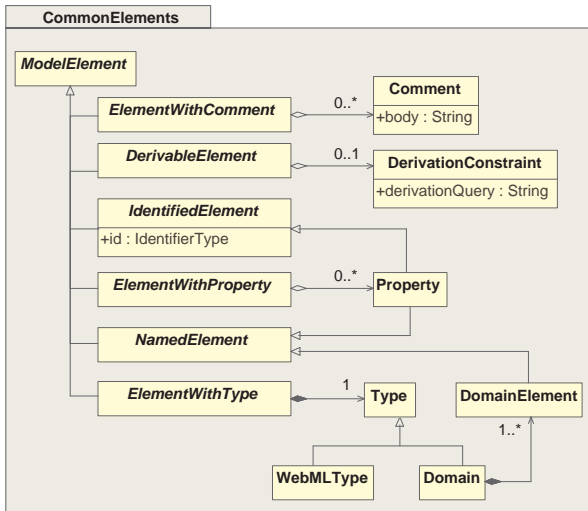 CommonElements
ModelElement
ElementWithComment
0..*
Comment
+body : String
DerivableElement
0..1
DerivationConstraint
+derivationQuery : String
IdentifiedElement
+id : IdentifierType
ElementWithProperty
0..*
Property
NamedElement
ElementWithType
1
Type
DomainElement
1..*
WebMLType
Domain